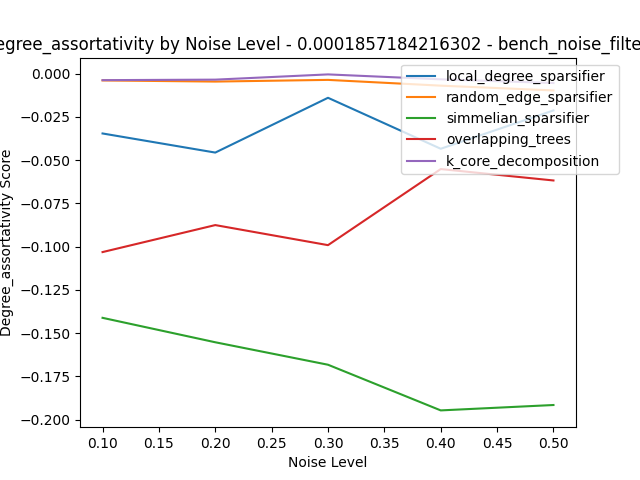 egree_assortativity by Noise Level - 0.0001857184216302 - bench_noise_filte
0.000
−0.025
−0.050
−0.075
−0.100
−0.125
−0.150
−0.175
−0.200
Degree_assortativity Score
local_degree_sparsifier
random_edge_sparsifier
simmelian_sparsifier
overlapping_trees
k_core_decomposition
0.10 0.15 0.20 0.25 0.30 0.35 0.40 0.45 0.50
Noise Level